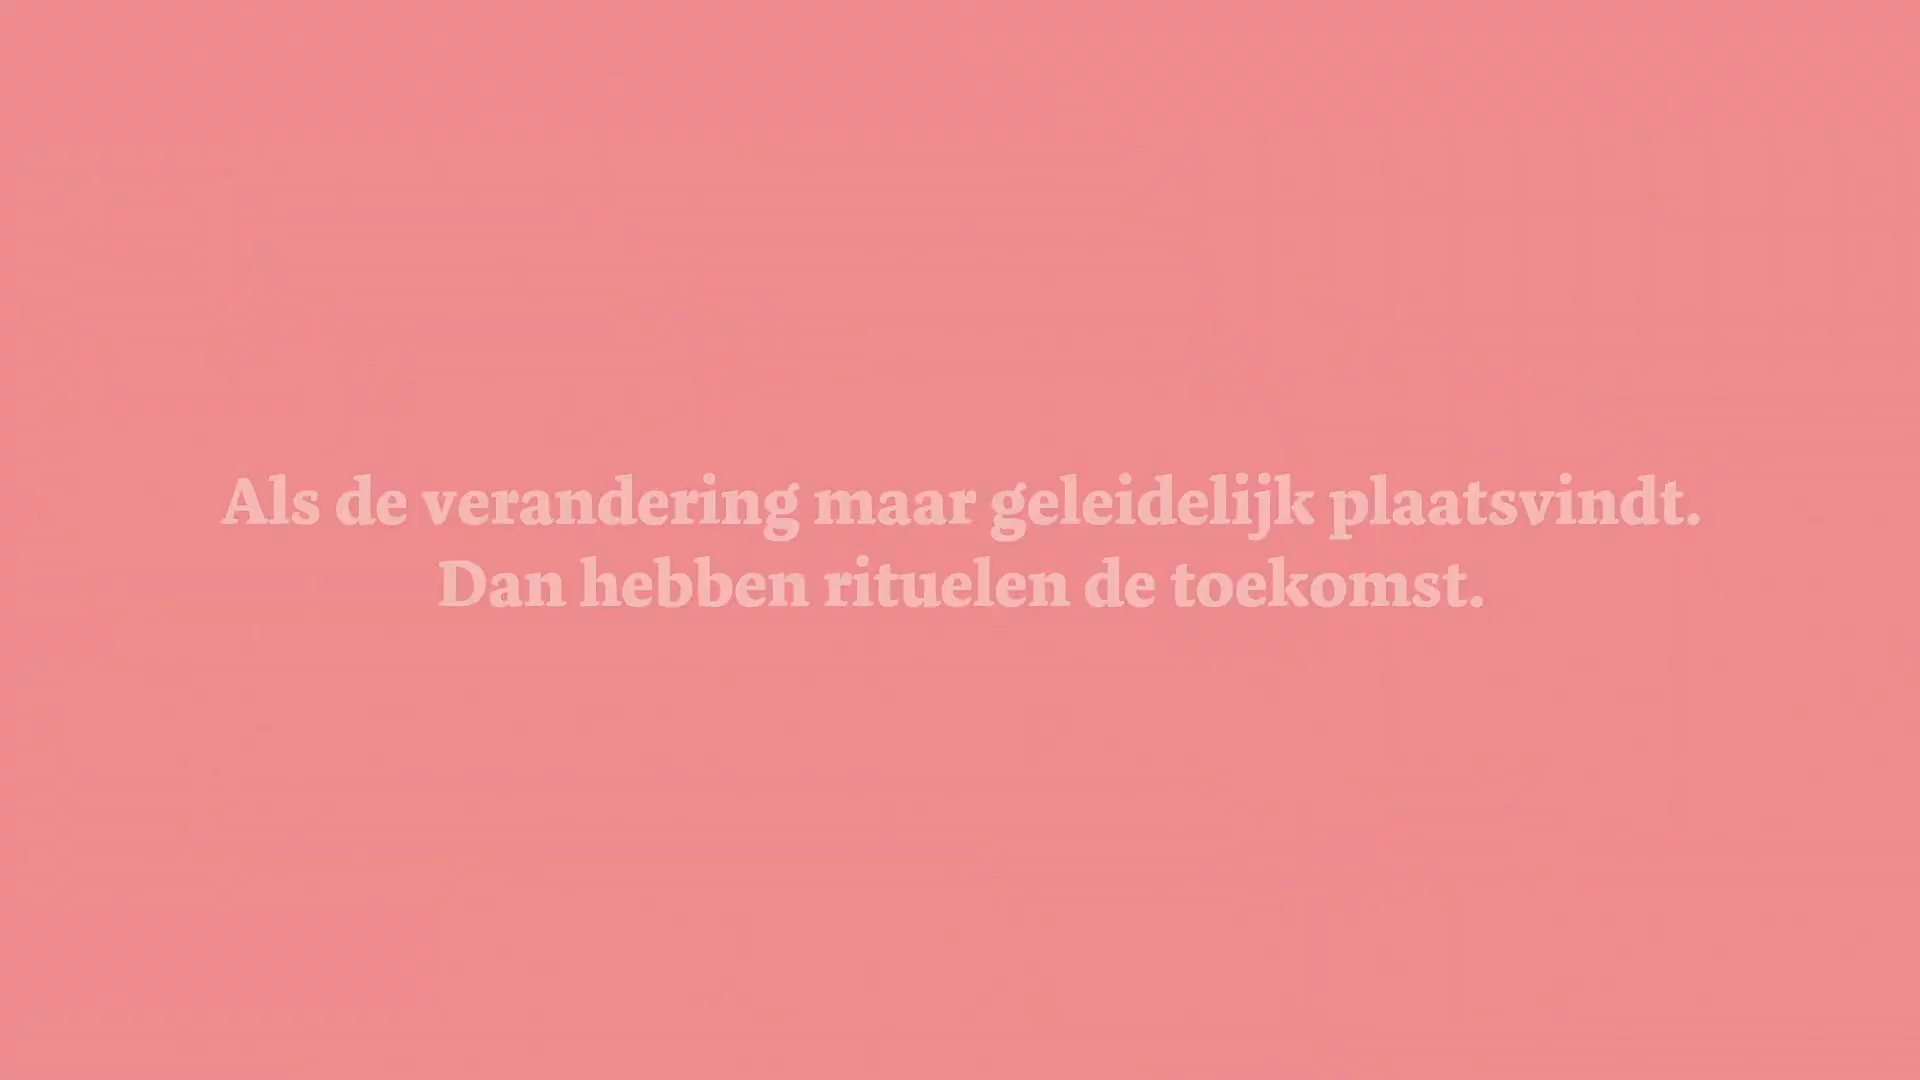 Als de verandering maar geleidelijk plaatsvindt.
Dan hebben rituelen de toekomst.